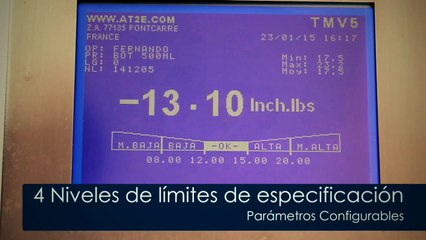 WWW.AT2E.COM
TMV5
Z.A. 77135 PONTCARRE
FRANCE
23/01/15 16:17
OP: FERNANDO
PR: BOT 500ML
LG: 0
NL: 141205
Min: 17.5
Max: 23.2
Moy: 17.5
-13.10 Inch.lbs
M.BAJA BAJA -OK- ALTA M.ALTA
08.00 12.00 15.00 20.00
4 Niveles de límites de especificación
Parámetros Configurables